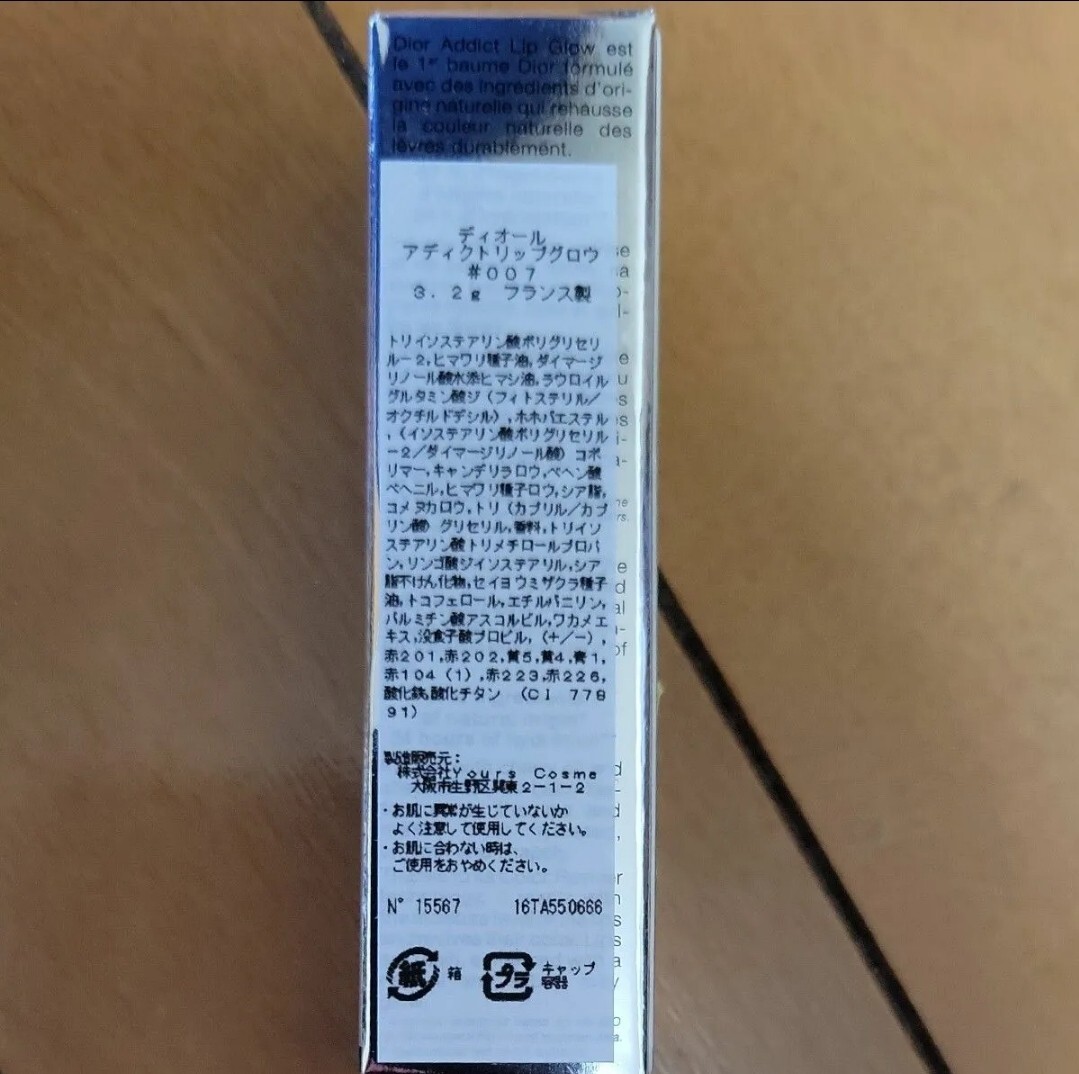 Dior Addict Lip Glow est
le 1er baume Dior formulé
avec des ingrédients d'ori-
gine naturelle qui rehausse
la couleur naturelle des
lèvres durablement.
ディオール
アディクトリップグロウ
#007
3.2g フランス製
トリイソステアリン酸ポリグリセリ
ル-2,ヒマワリ種子油,ダイマージ
リノール酸水添ヒマシ油,ラウロイル
グルタミン酸ジ(フィトステリル/
オクチルドデシル),ホホバエステル
,(イソステアリン酸ポリグリセリル
-2/ダイマージリノール酸)コポ
リマー,キャンデリラロウ,ベヘン酸
ベヘニル,ヒマワリ種子ロウ,シア脂,
コメヌカロウ,トリ(カプリル/カプ
リン酸)グリセリル,香料,トリイソ
ステアリン酸トリメチロールプロパ
ン,リンゴ酸ジイソステアリル,シア
脂不けん化物,セイヨウミザクラ種子
油,トコフェロール,エチルバニリン,
パルミチン酸アスコルビル,ワカメエ
キス,没食子酸プロピル,(+/-),
赤201,赤202,黄5,黄4,青1,
赤104(1),赤223,赤226,
酸化鉄,酸化チタン (CI 778
91)
製造販売元:
株式会社Yours Cosme
大阪市生野区巽東2-1-2
・お肌に異常が生じていないか
よく注意して使用してください。
・お肌に合わない時は、
ご使用をおやめください。
N° 15567 16TA550666
紙 箱 プラ キャップ
容器